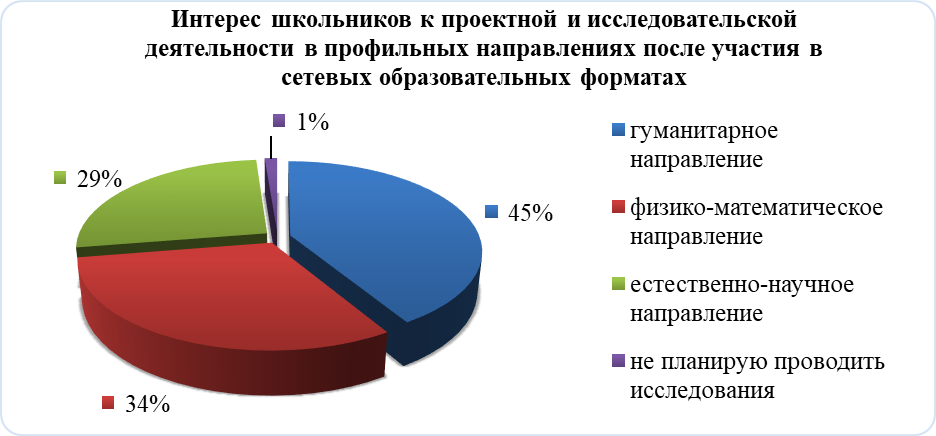 Интерес школьников к проектной и исследовательской
деятельности в профильных направлениях после участия в
сетевых образовательных форматах
1%
29%
45%
34%
гуманитарное
направление
физико-математическое
направление
естественно-научное
направление
не планирую проводить
исследования